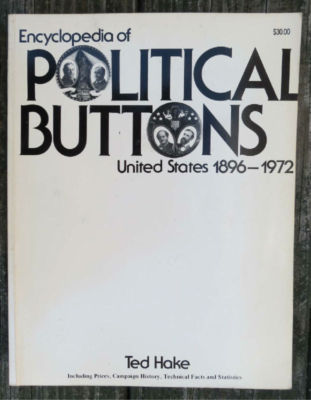 Encyclopedia of
$30.00
POLITICAL
BUTTONS
United States 1896–1972
Ted Hake
Including Prices, Campaign History, Technical Facts and Statistics